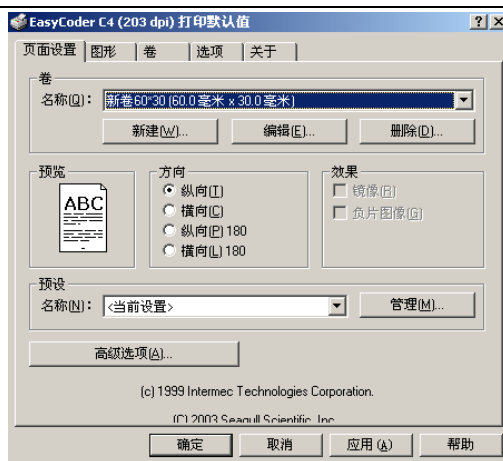 EasyCoder C4 (203 dpi) 打印默认值
页面设置 图形 卷 选项 关于
卷
名称(Q): 新卷60*30 (60.0 毫米 x 30.0 毫米)
新建(W)... 编辑(E)... 删除(D)...
预览 方向 效果
ABC
纵向(T)
横向(C)
纵向(P) 180
横向(L) 180
镜像(R)
负片图像(G)
预设
名称(N): <当前设置> 管理(M)...
高级选项(A)...
(c) 1999 Intermec Technologies Corporation.
(C) 2003 Seagull Scientific, Inc
确定 取消 应用(A) 帮助